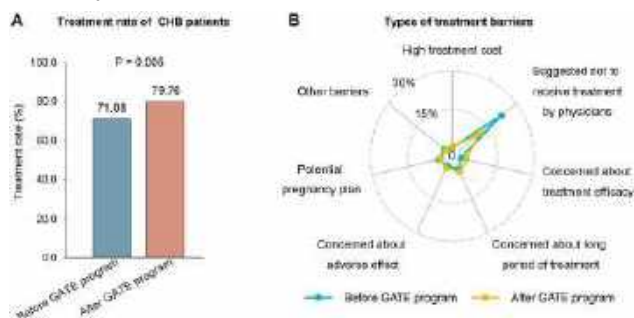 A
Treatment rate of CHB patients
Treatment rate (%)
100.0
80.0
60.0
40.0
20.0
0.0
P = 0.006
71.08
79.76
Before GATE program
After GATE program
B
Types of treatment barriers
High treatment cost
Suggested not to
receive treatment
by physicians
Concerned about
treatment efficacy
Concerned about long
period of treatment
Concerned about
adverse effect
Potential
pregnancy plan
Other barriers
30%
15%
0
Before GATE program
After GATE program